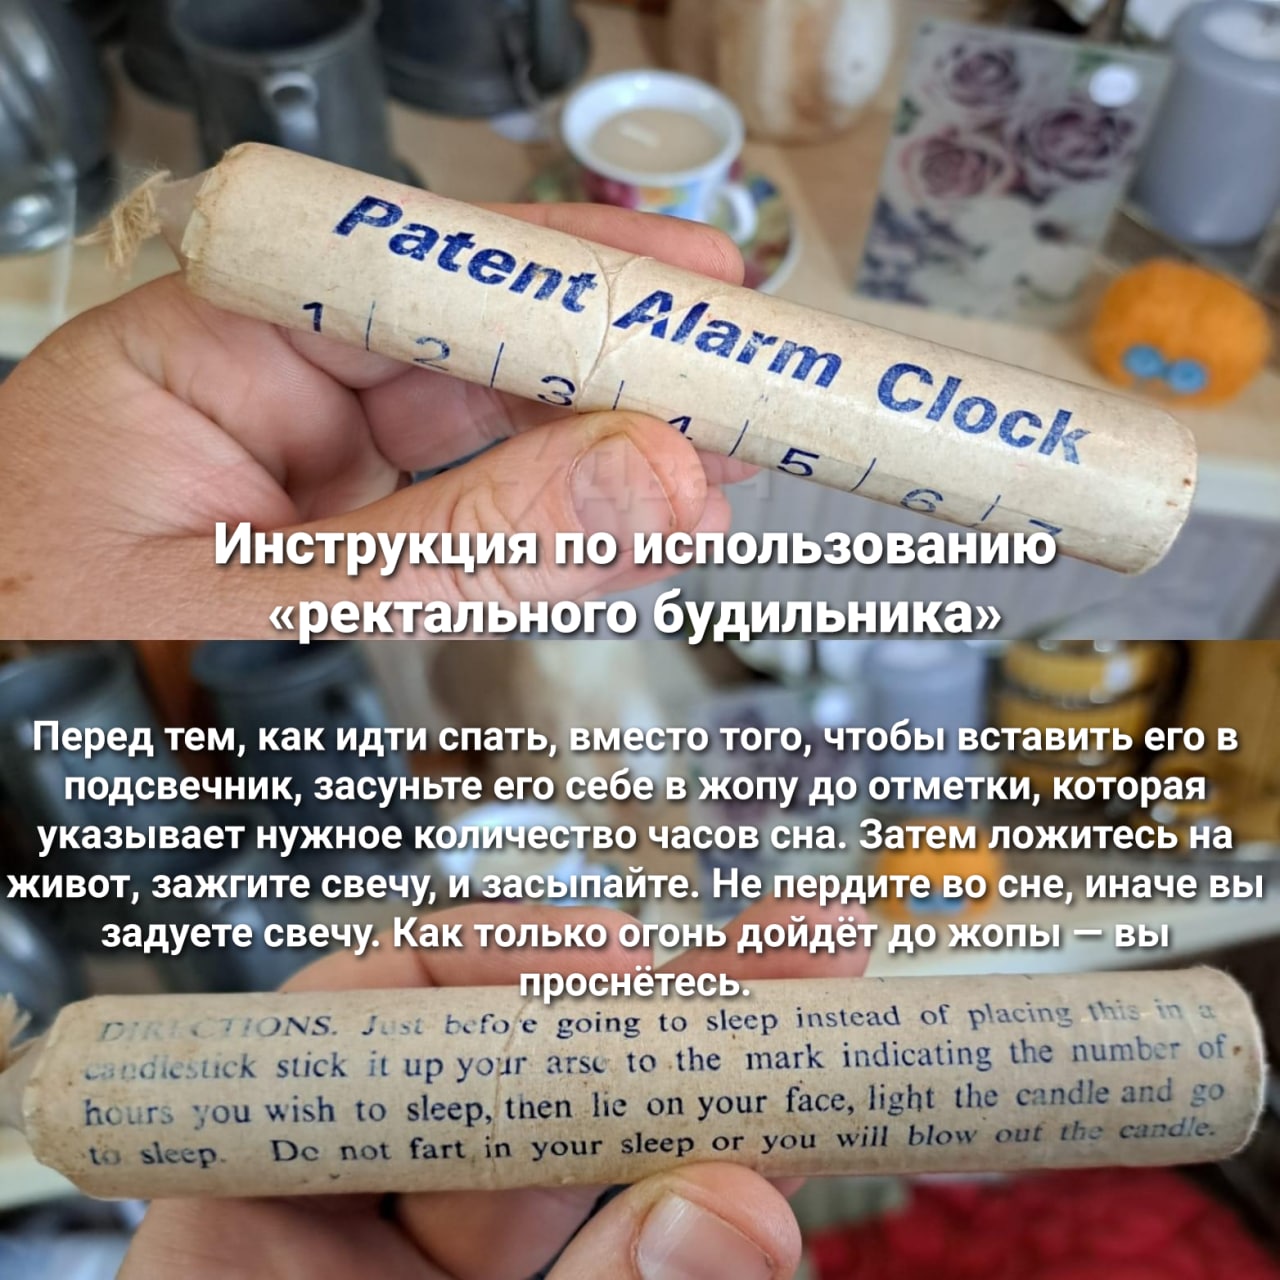 Patent Alarm Clock
1 | 2 | 3 | 4 | 5 | 6 | 7
Двач
Инструкция по использованию
«ректального будильника»
Перед тем, как идти спать, вместо того, чтобы вставить его в
подсвечник, засуньте его себе в жопу до отметки, которая
указывает нужное количество часов сна. Затем ложитесь на
живот, зажгите свечу, и засыпайте. Не пердите во сне, иначе вы
задуете свечу. Как только огонь дойдёт до жопы — вы
проснётесь.
DIRECTIONS. Just before going to sleep instead of placing this in a
candlestick stick it up your arse to the mark indicating the number of
hours you wish to sleep, then lie on your face, light the candle and go
to sleep. Do not fart in your sleep or you will blow out the candle.